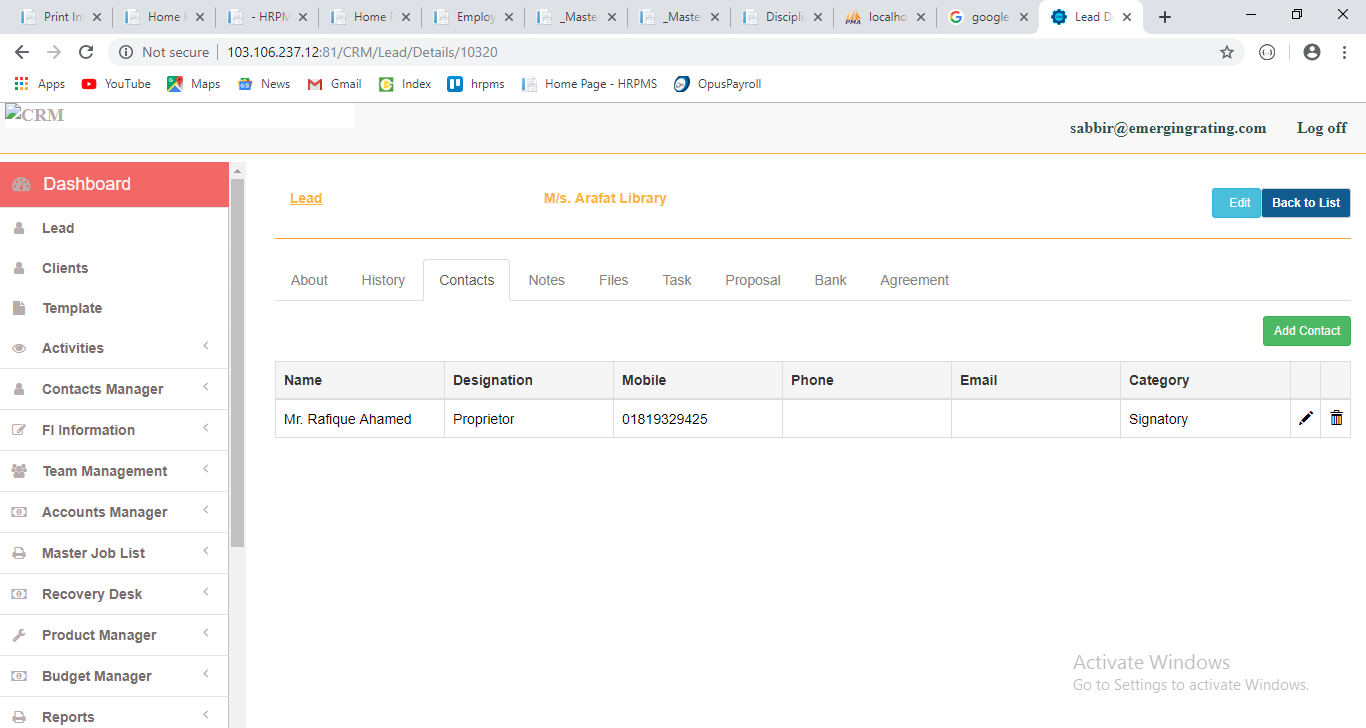 Print In
Home
- HRPM
Home
Employ
_Maste
_Maste
Discipli
localho
google
Lead D
Not secure
103.106.237.12:81/CRM/Lead/Details/10320
Apps
YouTube
Maps
News
Gmail
Index
hrpms
Home Page - HRPMS
OpusPayroll
CRM
sabbir@emergingrating.com
Log off
Dashboard
Lead
Clients
Template
Activities
Contacts Manager
FI Information
Team Management
Accounts Manager
Master Job List
Recovery Desk
Product Manager
Budget Manager
Reports
Lead
M/s. Arafat Library
Edit
Back to List
About
History
Contacts
Notes
Files
Task
Proposal
Bank
Agreement
Add Contact
Name Designation Mobile Phone Email Category
Mr. Rafique Ahamed Proprietor 01819329425 Signatory
Activate Windows
Go to Settings to activate Windows.